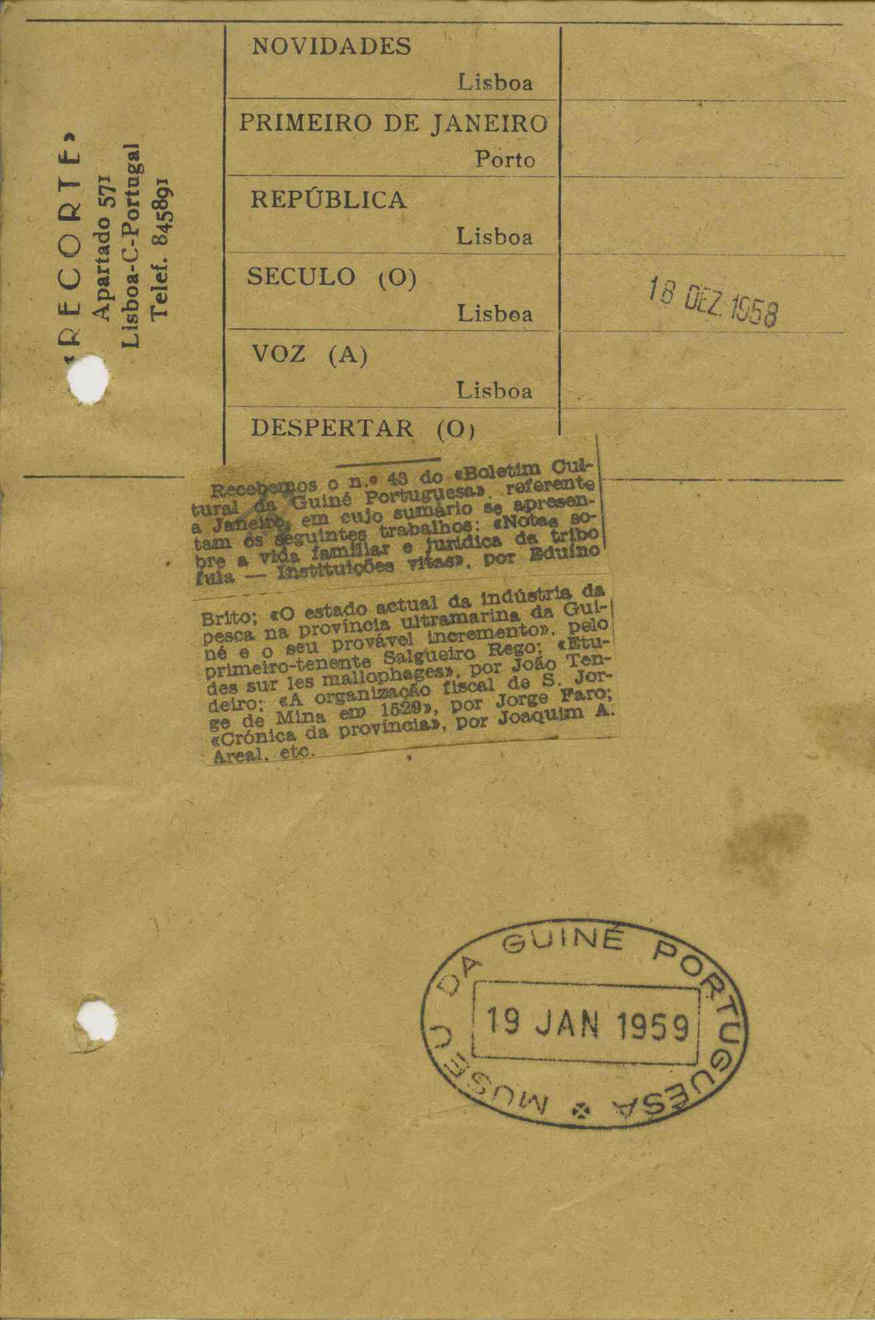 «RECORTE»
Apartado 571
Lisboa-C-Portugal
Telef. 845891
NOVIDADES
Lisboa
PRIMEIRO DE JANEIRO
Porto
REPÚBLICA
Lisboa
SECULO (O)
Lisboa
18 DEZ. 1958
VOZ (A)
Lisboa
DESPERTAR (O)
Recebemos o n.º 43 do «Boletim Cul-
tural da Guiné Portuguesa», referente
a Janeiro, em cujo sumário se apresen-
tam os seguintes trabalhos: «Notas so-
bre a vida familiar e jurídica da tribo
fula — Instituições vitas», por Eduíno
Brito; «O estado actual da indústria da
pesca na província ultramarina da Gui-
né e o seu provável incremento», pelo
primeiro-tenente Salgueiro Rego; «Etu-
des sur les mallophages», por João Ten-
deiro; «A organização fiscal de S. Jor-
ge de Mina em 1529», por Jorge Faro;
«Crónica da província», por Joaquim A.
Areal, etc.
MUSEU DA GUINÉ PORTUGUESA
19 JAN 1959